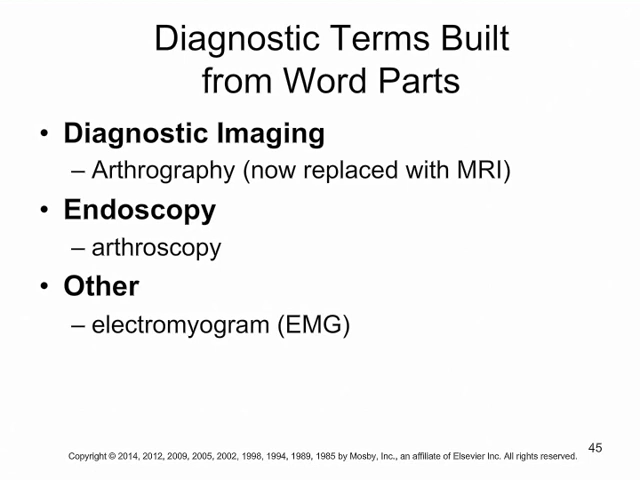 Diagnostic Terms Built
from Word Parts
• Diagnostic Imaging
– Arthrography (now replaced with MRI)
• Endoscopy
– arthroscopy
• Other
– electromyogram (EMG)
45
Copyright © 2014, 2012, 2009, 2005, 2002, 1998, 1994, 1989, 1985 by Mosby, Inc., an affiliate of Elsevier Inc. All rights reserved.